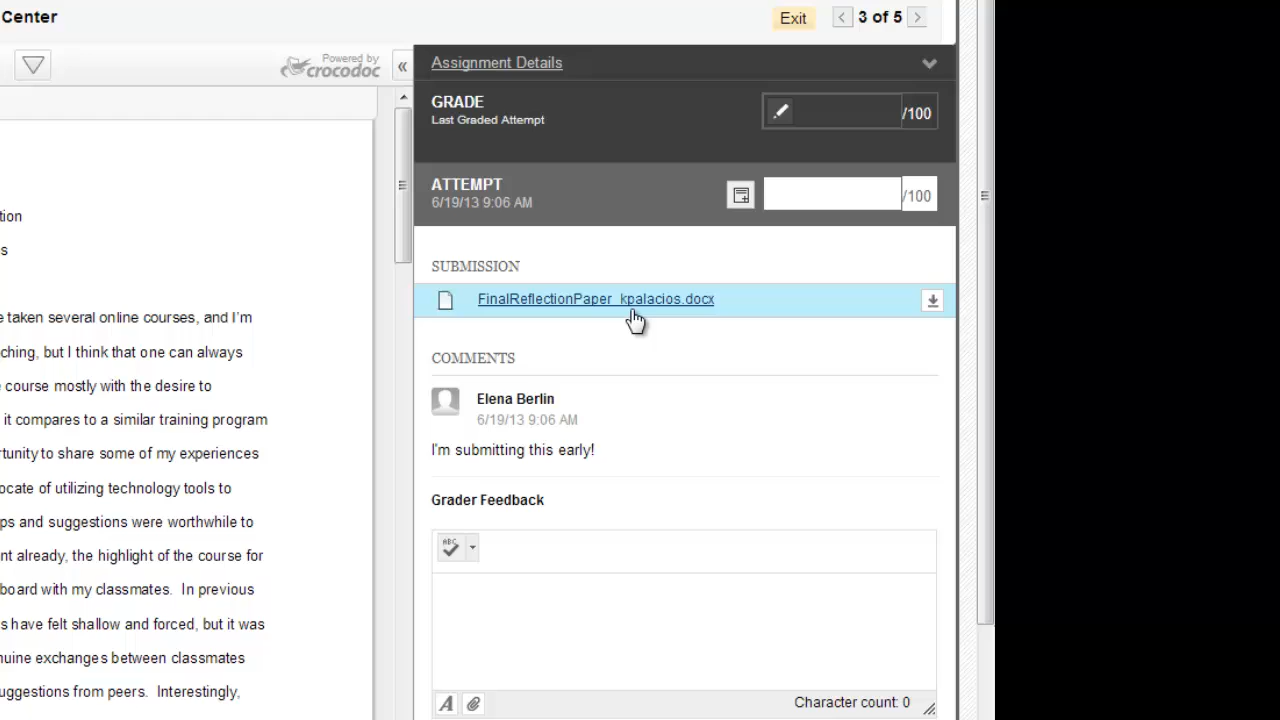 Center
Exit
3 of 5
Powered by
crocodoc
«
Assignment Details
GRADE
Last Graded Attempt
/100
ATTEMPT
6/19/13 9:06 AM
/100
SUBMISSION
FinalReflectionPaper_kpalacios.docx
COMMENTS
Elena Berlin
6/19/13 9:06 AM
I'm submitting this early!
Grader Feedback
ABC
A
Character count: 0
tion
s
e taken several online courses, and I'm
ching, but I think that one can always
e course mostly with the desire to
it compares to a similar training program
rtunity to share some of my experiences
ocate of utilizing technology tools to
ps and suggestions were worthwhile to
nt already, the highlight of the course for
board with my classmates. In previous
s have felt shallow and forced, but it was
nuine exchanges between classmates
uggestions from peers. Interestingly,